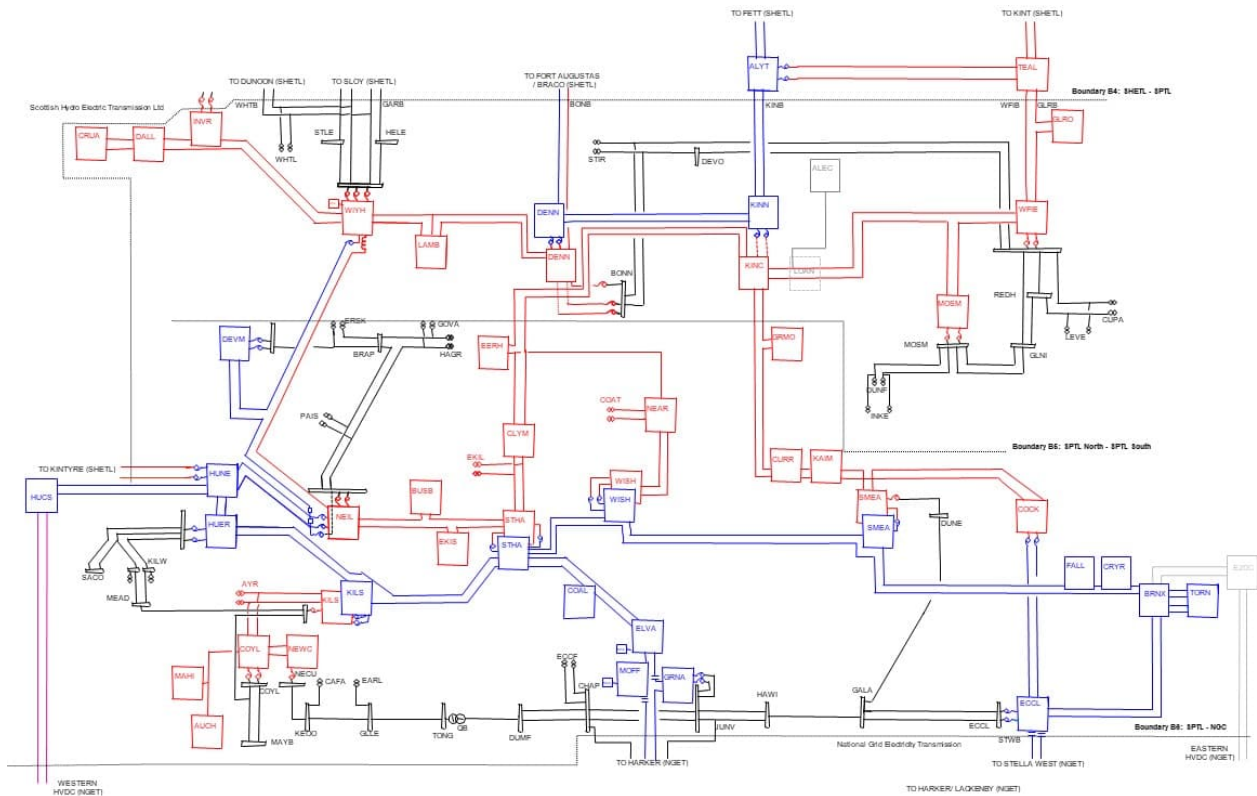 TO FETT (SHETL)
TO KINT (SHETL)
ALYT
TEAL
TO DUNOON (SHETL)
TO SLOY (SHETL)
TO FORT AUGUSTAS
/ BRACO (SHETL)
Boundary B4: SHETL - SPTL
Scottish Hydro Electric Transmission Ltd
WHTB
GARB
BONB
KINB
WFIB
GLRB
INVR
GLRO
CRUA
DALL
STLE
HELE
WHTL
STIR
DEVO
ALEC
WIYH
DENN
KINN
WFIE
LAMB
DENN
KINC
BONN
REDH
MOSM
CUPA
LEVE
DEVM
ERSK
GOVA
BRAP
HAGR
GRMO
MOSM
GLNI
DUNF
INKE
PAIS
COAT
NEAR
CLYM
Boundary B5: SPTL North - SPTL South
EKIL
CURR
KAIM
TO KINTYRE (SHETL)
HUNE
HUCS
BUSB
WISH
WISH
SMEA
NEIL
STHA
COOK
HUER
SMEA
DUNE
EKIS
STHA
SACO
KILW
FALL
CRYR
MEAD
AYR
KILS
KILS
COAL
BRNX
TORN
ELVA
COYL
NEWC
MAHI
ECCF
MOFF
GRNA
NECU
CAFA
EARL
CHAP
HAWI
GALA
COYL
AUCH
ECCL
MAYB
KEOO
GLLE
TONG
QB
DUMF
JUNV
ECCL
STWB
Boundary B6: SPTL - NGC
National Grid Electricity Transmission
TO HARKER (NGET)
TO STELLA WEST (NGET)
EASTERN
HVDC (NGET)
WESTERN
HVDC (NGET)
TO HARKER/ LACKENBY (NGET)